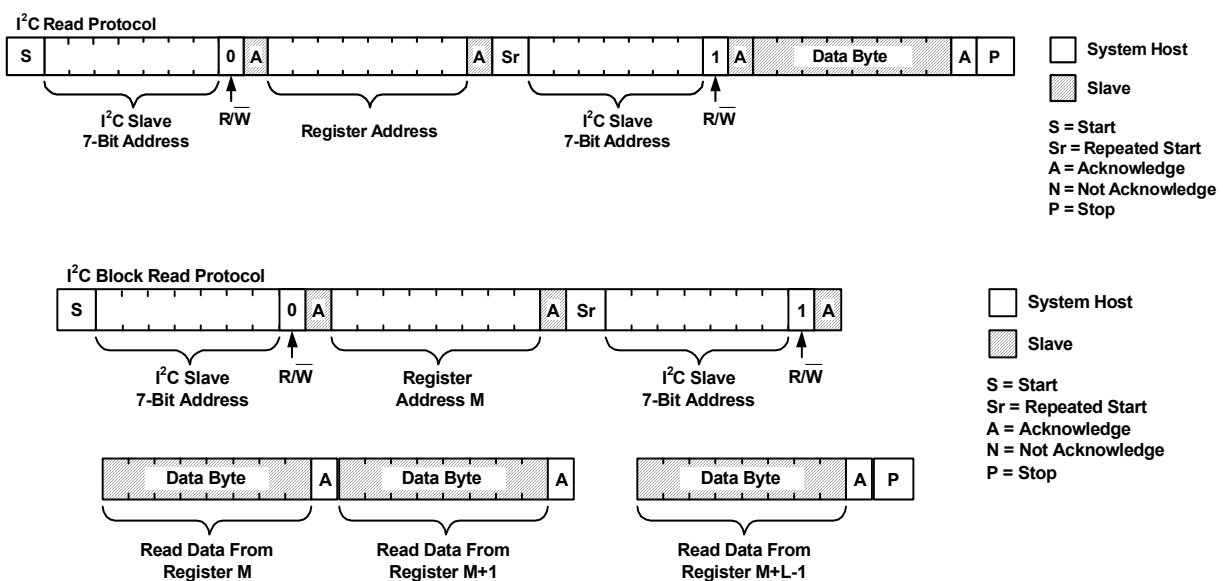 I²C Read Protocol
S 0 A A Sr 1 A Data Byte A P
I²C Slave
7-Bit Address
R/W̅
Register Address
I²C Slave
7-Bit Address
R/W̅
System Host
Slave
S = Start
Sr = Repeated Start
A = Acknowledge
N = Not Acknowledge
P = Stop
I²C Block Read Protocol
S 0 A A Sr 1 A
I²C Slave
7-Bit Address
R/W̅
Register
Address M
I²C Slave
7-Bit Address
R/W̅
System Host
Slave
S = Start
Sr = Repeated Start
A = Acknowledge
N = Not Acknowledge
P = Stop
Data Byte A Data Byte A Data Byte A P
Read Data From
Register M
Read Data From
Register M+1
Read Data From
Register M+L-1